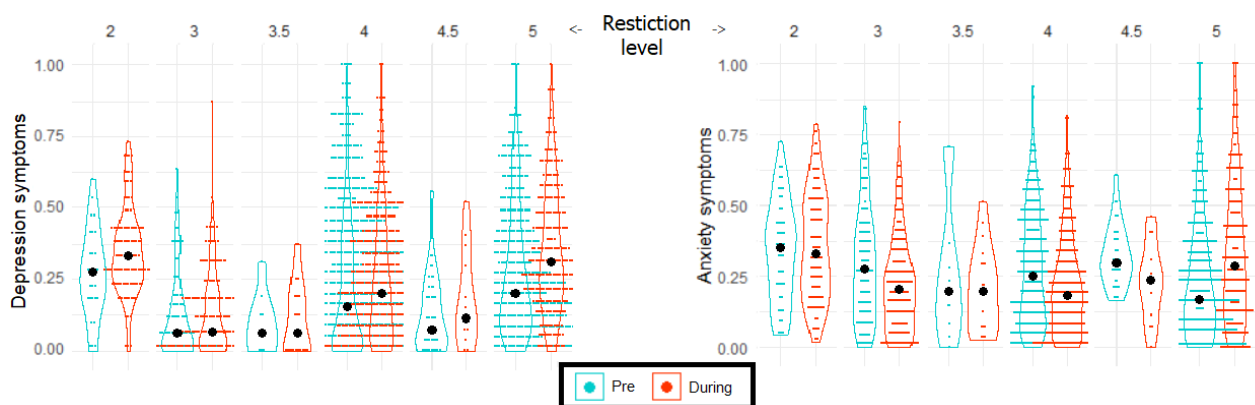 <- Restiction ->
level
2 3 3.5 4 4.5 5
2 3 3.5 4 4.5 5
Depression symptoms
1.00
0.75
0.50
0.25
0.00
Anxiety symptoms
1.00
0.75
0.50
0.25
0.00
Pre During